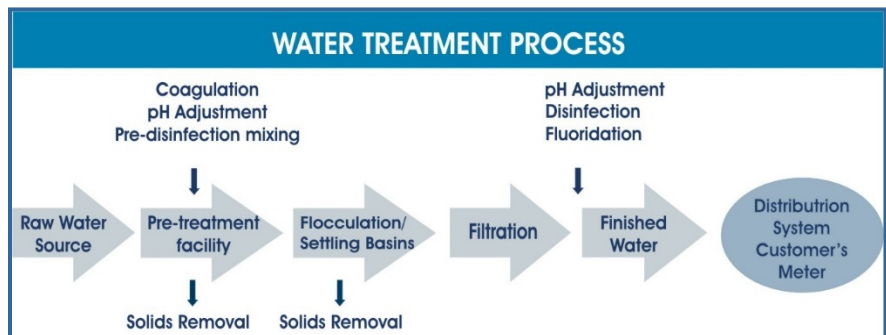 WATER TREATMENT PROCESS
Coagulation
pH Adjustment
Pre-disinfection mixing
pH Adjustment
Disinfection
Fluoridation
Raw Water
Source
Pre-treatment
facility
Flocculation/
Settling Basins
Filtration
Finished
Water
Distributrion
System
Customer's
Meter
Solids Removal
Solids Removal